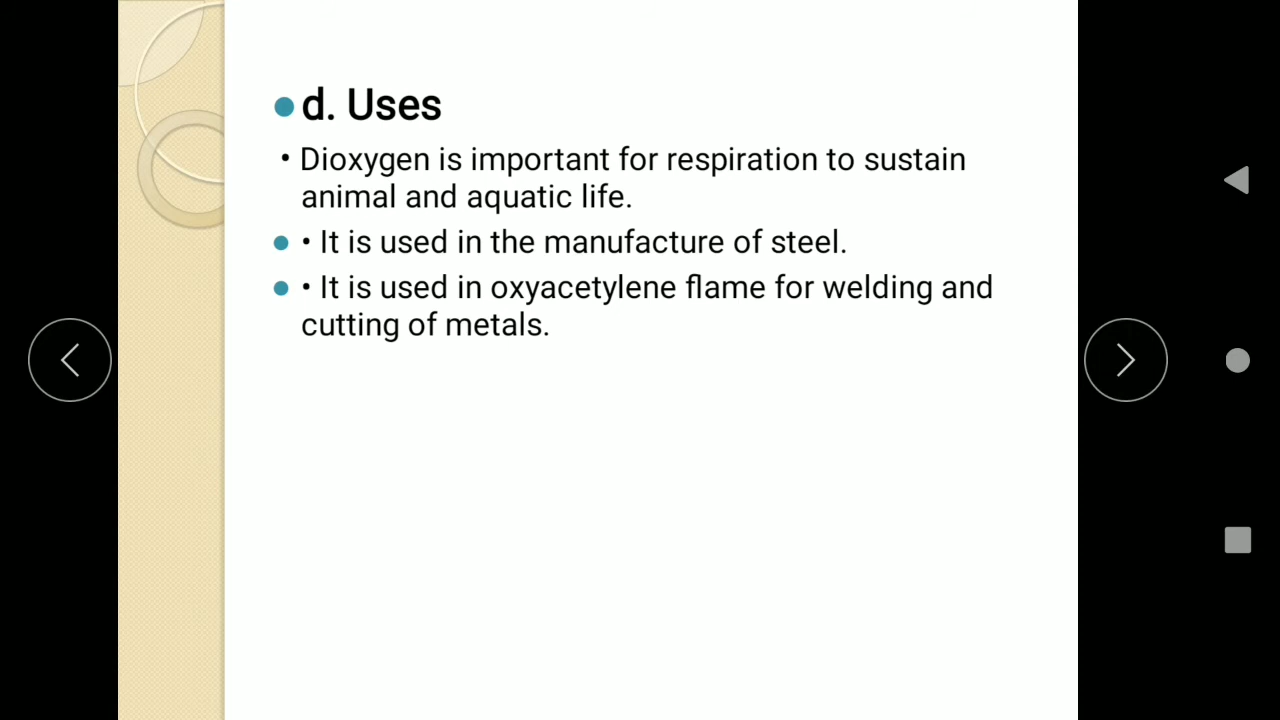 • d. Uses
• Dioxygen is important for respiration to sustain
animal and aquatic life.
• • It is used in the manufacture of steel.
• • It is used in oxyacetylene flame for welding and
cutting of metals.